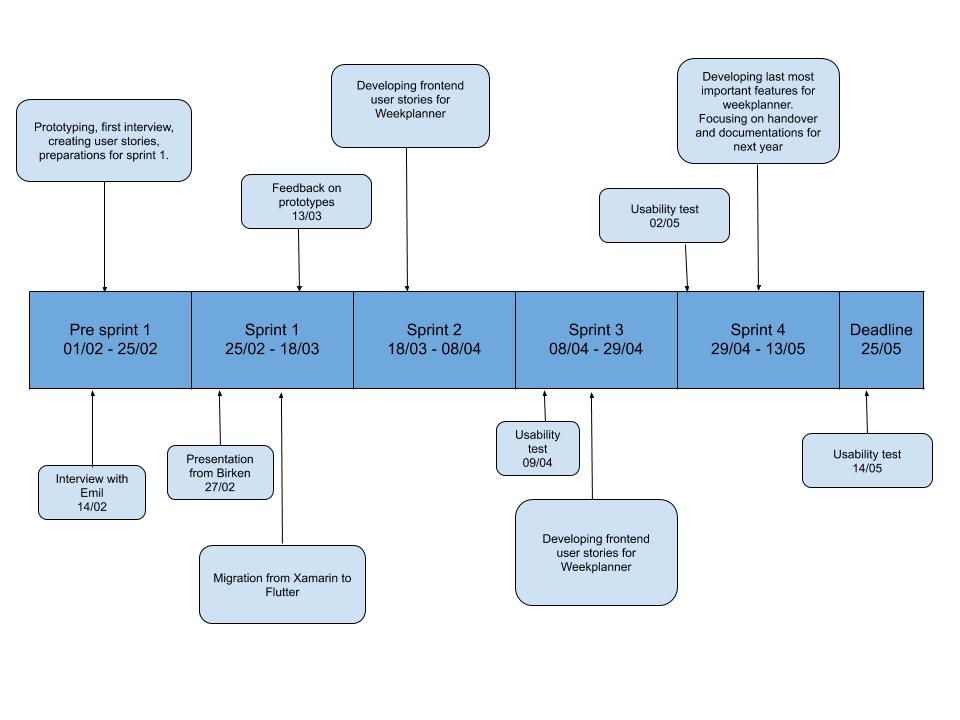 Developing frontend
user stories for
Weekplanner
Developing last most
important features for
weekplanner.
Focusing on handover
and documentations for
next year
Prototyping, first interview,
creating user stories,
preparations for sprint 1.
Feedback on
prototypes
13/03
Usability test
02/05
Pre sprint 1
01/02 - 25/02
Sprint 1
25/02 - 18/03
Sprint 2
18/03 - 08/04
Sprint 3
08/04 - 29/04
Sprint 4
29/04 - 13/05
Deadline
25/05
Interview with
Emil
14/02
Presentation
from Birken
27/02
Usability
test
09/04
Usability test
14/05
Migration from Xamarin to
Flutter
Developing frontend
user stories for
Weekplanner